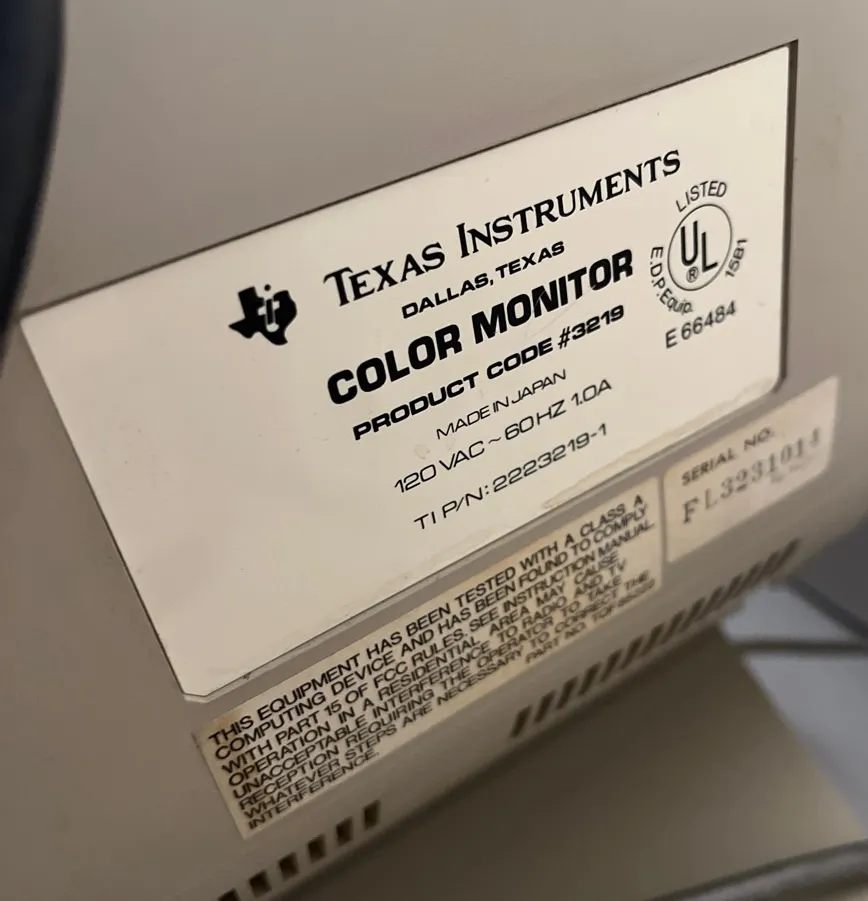 TEXAS INSTRUMENTS
DALLAS, TEXAS
COLOR MONITOR
PRODUCT CODE #3219
MADE IN JAPAN
120 VAC ~ 60 HZ 1.0A
TI P/N: 2223219-1
LISTED
UL
®
E.D.P. Equip. 15B1
E 66484
SERIAL NO.
THIS EQUIPMENT HAS BEEN TESTED WITH A CLASS A
COMPUTING DEVICE AND HAS BEEN FOUND TO COMPLY
WITH PART 15 OF FCC RULES. SEE INSTRUCTION MANUAL.
OPERATION IN A RESIDENTIAL AREA MAY CAUSE
UNACCEPTABLE INTERFERENCE TO RADIO AND TV
RECEPTION REQUIRING THE OPERATOR TO TAKE
WHATEVER STEPS ARE NECESSARY TO CORRECT THE
INTERFERENCE.
PART NO.